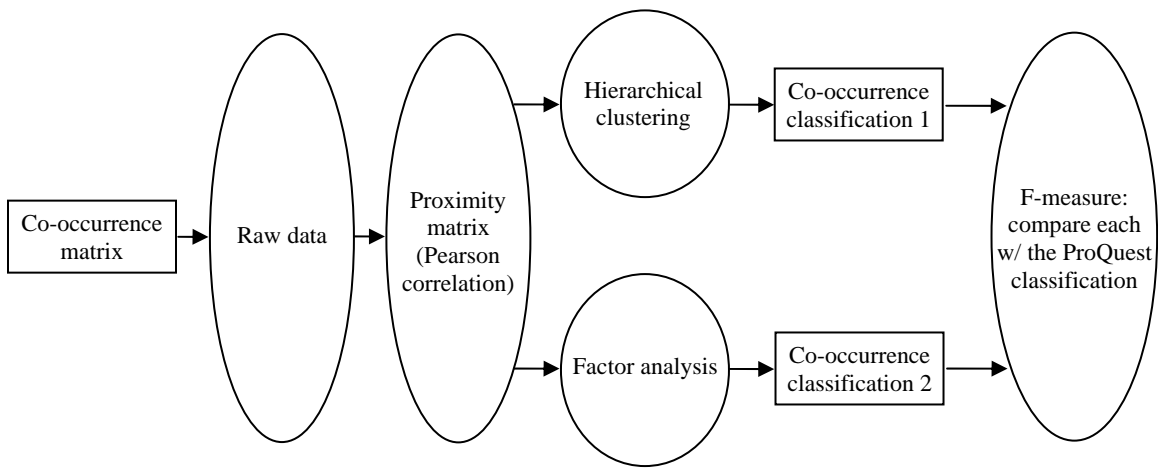 Co-occurrence
matrix
Raw data
Proximity
matrix
(Pearson
correlation)
Hierarchical
clustering
Co-occurrence
classification 1
Factor analysis
Co-occurrence
classification 2
F-measure:
compare each
w/ the ProQuest
classification